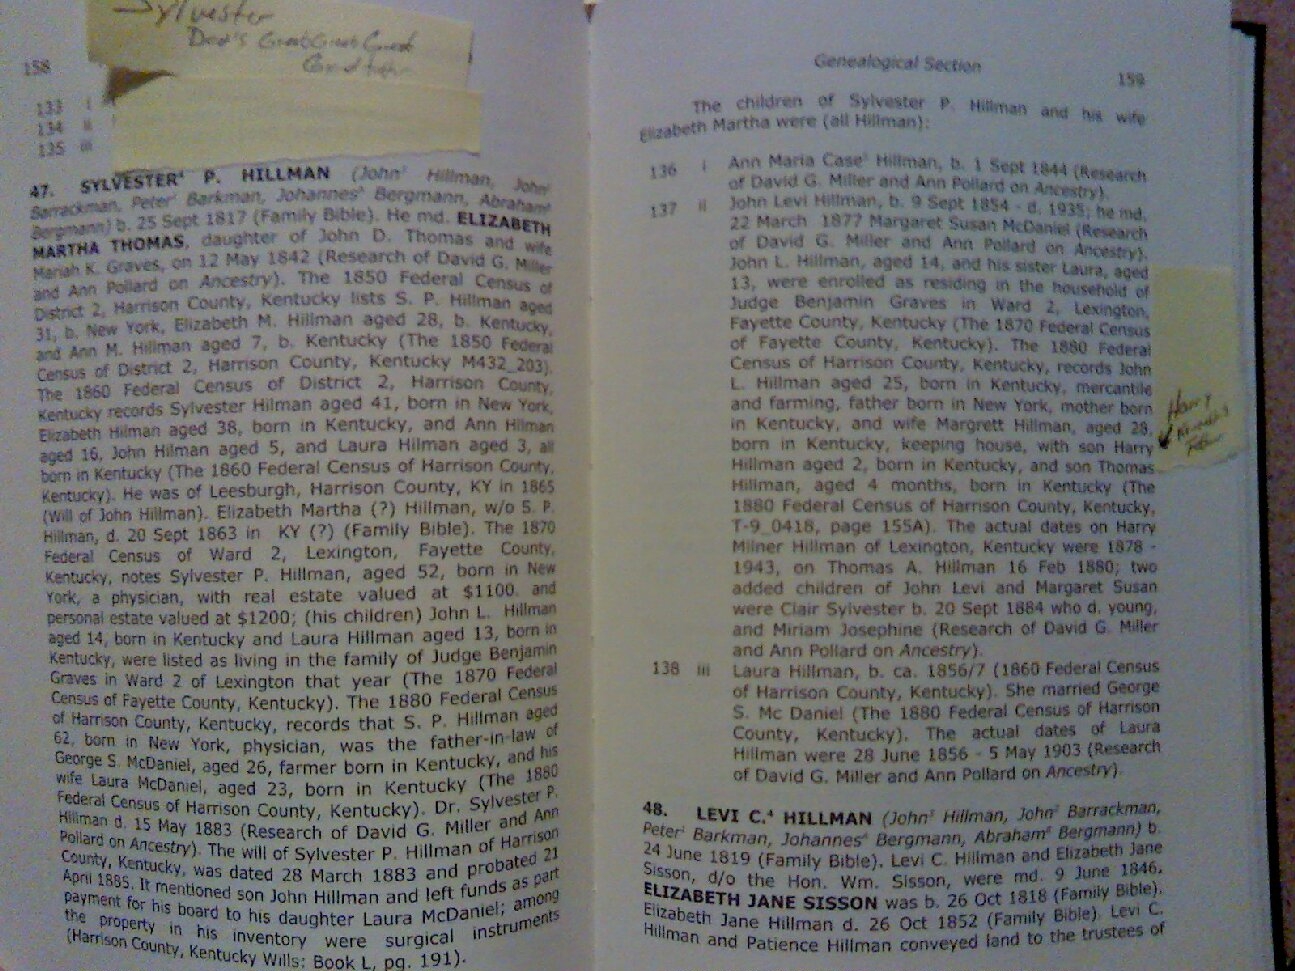 Sylvester
Dad's Great Great Great
Grandfather
158
133 i
134 ii
135 iii
47. SYLVESTER⁴ P. HILLMAN (John³ Hillman, John²
Barrackman, Peter¹ Barkman, Johannesᴬ Bergmann, Abrahamᴮ
Bergmann) b. 25 Sept 1817 (Family Bible). He md. ELIZABETH
MARTHA THOMAS, daughter of John D. Thomas and wife
Mariah K. Graves, on 12 May 1842 (Research of David G. Miller
and Ann Pollard on Ancestry). The 1850 Federal Census of
District 2, Harrison County, Kentucky lists S. P. Hillman aged
31, b. New York, Elizabeth M. Hillman aged 28, b. Kentucky,
and Ann M. Hillman aged 7, b. Kentucky (The 1850 Federal
Census of District 2, Harrison County, Kentucky M432_203).
The 1860 Federal Census of District 2, Harrison County,
Kentucky records Sylvester Hilman aged 41, born in New York,
Elizabeth Hilman aged 38, born in Kentucky, and Ann Hilman
aged 16, John Hilman aged 5, and Laura Hilman aged 3, all
born in Kentucky (The 1860 Federal Census of Harrison County,
Kentucky). He was of Leesburgh, Harrison County, KY in 1865
(Will of John Hillman). Elizabeth Martha (?) Hillman, w/o S. P.
Hillman, d. 20 Sept 1863 in KY (?) (Family Bible). The 1870
Federal Census of Ward 2, Lexington, Fayette County,
Kentucky, notes Sylvester P. Hillman, aged 52, born in New
York, a physician, with real estate valued at $1100 and
personal estate valued at $1200; (his children) John L. Hillman
aged 14, born in Kentucky and Laura Hillman aged 13, born in
Kentucky, were listed as living in the family of Judge Benjamin
Graves in Ward 2 of Lexington that year (The 1870 Federal
Census of Fayette County, Kentucky). The 1880 Federal Census
of Harrison County, Kentucky, records that S. P. Hillman aged
62, born in New York, physician, was the father-in-law of
George S. McDaniel, aged 26, farmer born in Kentucky, and his
wife Laura McDaniel, aged 23, born in Kentucky (The 1880
Federal Census of Harrison County, Kentucky). Dr. Sylvester P.
Hillman d. 15 May 1883 (Research of David G. Miller and Ann
Pollard on Ancestry). The will of Sylvester P. Hillman of Harrison
County, Kentucky, was dated 28 March 1883 and probated 21
April 1885. It mentioned son John Hillman and left funds as part
payment for his board to his daughter Laura McDaniel; among
the property in his inventory were surgical instruments
(Harrison County, Kentucky Wills: Book L, pg. 191).
Genealogical Section
159
The children of Sylvester P. Hillman and his wife
Elizabeth Martha were (all Hillman):
136 i Ann Maria Case⁵ Hillman, b. 1 Sept 1844 (Research
of David G. Miller and Ann Pollard on Ancestry).
137 ii John Levi Hillman, b. 9 Sept 1854 - d. 1935; he md.
22 March 1877 Margaret Susan McDaniel (Research
of David G. Miller and Ann Pollard on Ancestry).
John L. Hillman, aged 14, and his sister Laura, aged
13, were enrolled as residing in the household of
Judge Benjamin Graves in Ward 2, Lexington,
Fayette County, Kentucky (The 1870 Federal Census
of Fayette County, Kentucky). The 1880 Federal
Census of Harrison County, Kentucky, records John
L. Hillman aged 25, born in Kentucky, mercantile
and farming, father born in New York, mother born
in Kentucky, and wife Margrett Hillman, aged 28,
born in Kentucky, keeping house, with son Harry
Hillman aged 2, born in Kentucky, and son Thomas
Hillman, aged 4 months, born in Kentucky (The
1880 Federal Census of Harrison County, Kentucky,
T-9_0418, page 155A). The actual dates on Harry
Milner Hillman of Lexington, Kentucky were 1878 -
1943, on Thomas A. Hillman 16 Feb 1880; two
added children of John Levi and Margaret Susan
were Clair Sylvester b. 20 Sept 1884 who d. young,
and Miriam Josephine (Research of David G. Miller
and Ann Pollard on Ancestry).
138 iii Laura Hillman, b. ca. 1856/7 (1860 Federal Census
of Harrison County, Kentucky). She married George
S. Mc Daniel (The 1880 Federal Census of Harrison
County, Kentucky). The actual dates of Laura
Hillman were 28 June 1856 - 5 May 1903 (Research
of David G. Miller and Ann Pollard on Ancestry).
48. LEVI C.⁴ HILLMAN (John³ Hillman, John² Barrackman,
Peter¹ Barkman, Johannesᴬ Bergmann, Abrahamᴮ Bergmann) b.
24 June 1819 (Family Bible). Levi C. Hillman and Elizabeth Jane
Sisson, d/o the Hon. Wm. Sisson, were md. 9 June 1846.
ELIZABETH JANE SISSON was b. 26 Oct 1818 (Family Bible).
Elizabeth Jane Hillman d. 26 Oct 1852 (Family Bible). Levi C.
Hillman and Patience Hillman conveyed land to the trustees of
Harry
Father